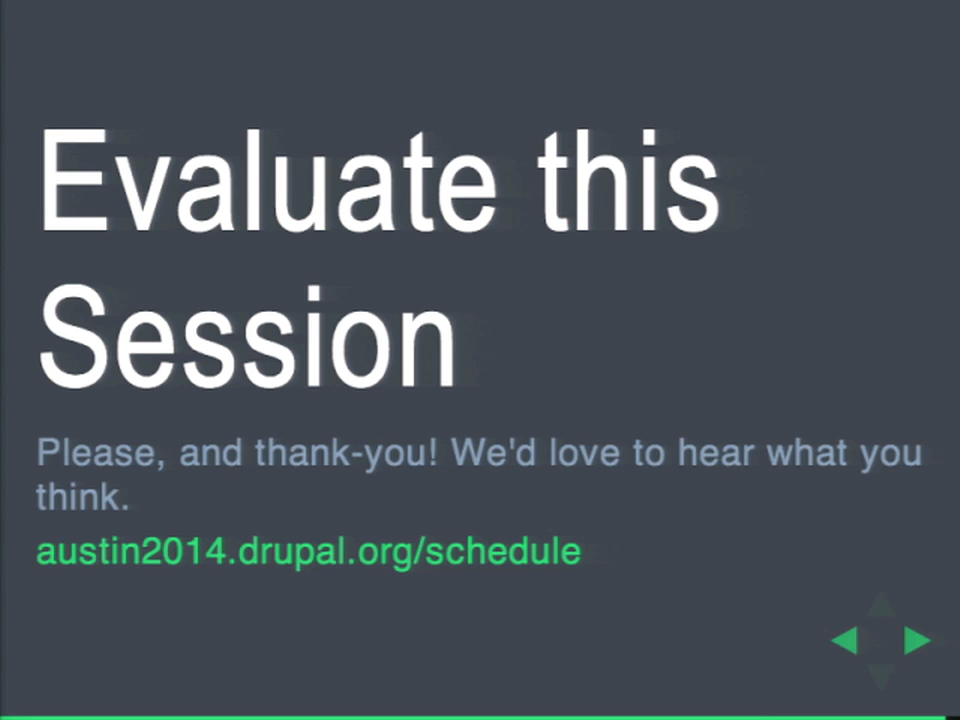 Evaluate this
Session
Please, and thank-you! We'd love to hear what you
think.
austin2014.drupal.org/schedule